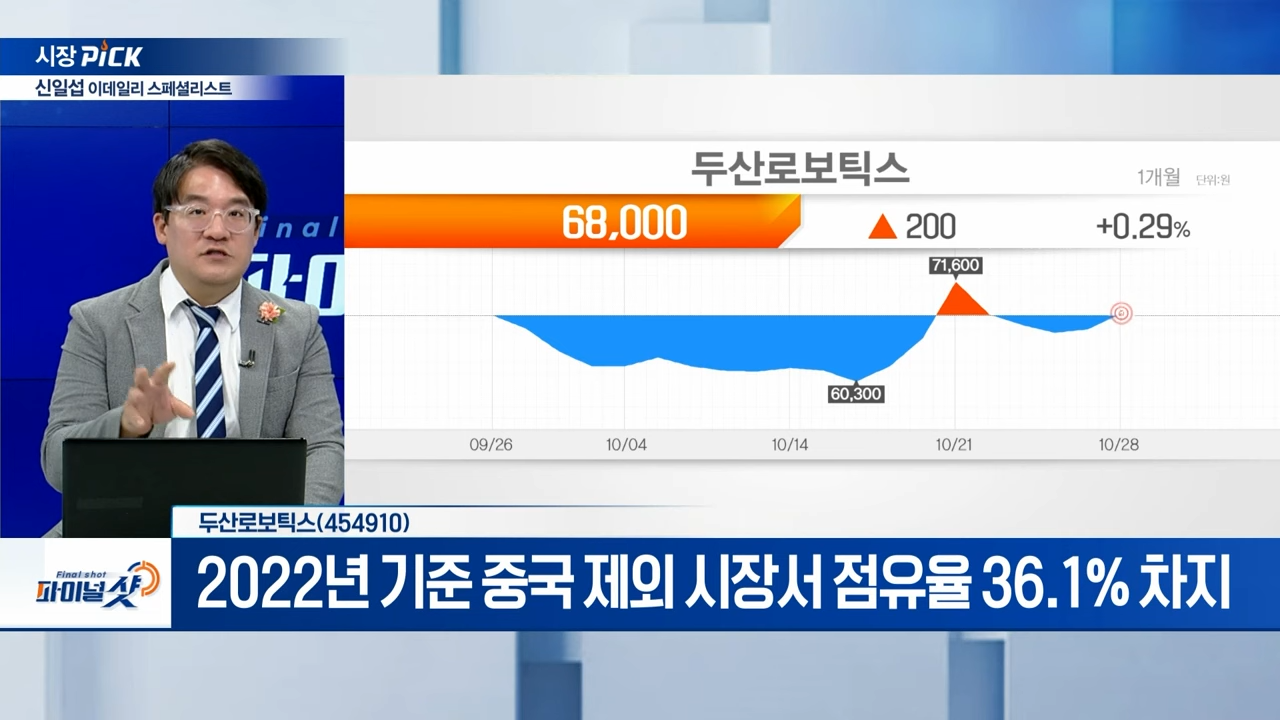 시장 PiCK
신일섭 이데일리 스페셜리스트
inal
파이
두산로보틱스
1개월 단위:원
68,000 ▲ 200 +0.29%
71,600
60,300
09/26 10/04 10/14 10/21 10/28
두산로보틱스(454910)
Final shot
파이널샷
2022년 기준 중국 제외 시장서 점유율 36.1% 차지